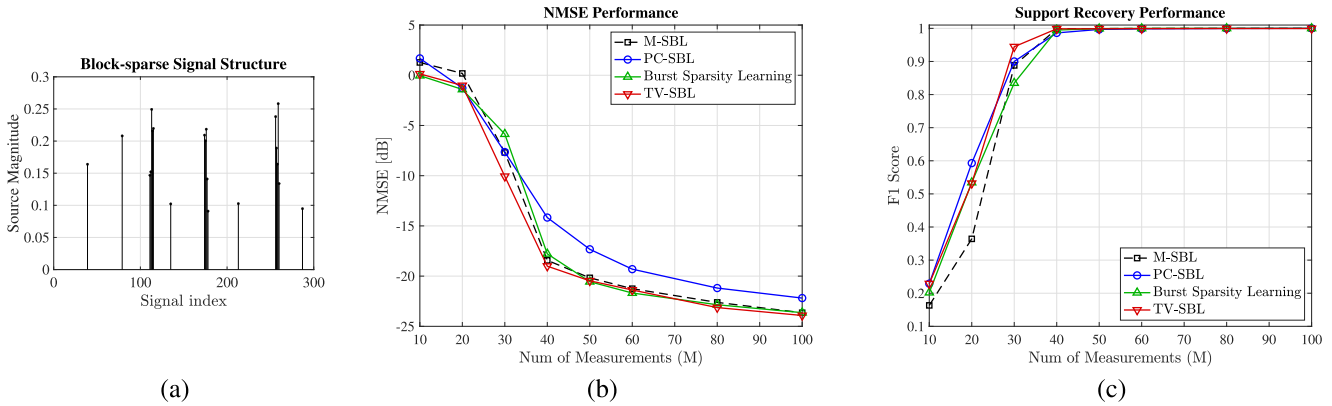 Block-sparse Signal Structure
0.3
0.25
0.2
0.15
0.1
0.05
0
Source Magnitude
0 100 200 300
Signal index
(a)
NMSE Performance
5
0
-5
-10
-15
-20
-25
NMSE [dB]
M-SBL
PC-SBL
Burst Sparsity Learning
TV-SBL
10 20 30 40 50 60 70 80 90 100
Num of Measurements (M)
(b)
Support Recovery Performance
1
0.9
0.8
0.7
0.6
0.5
0.4
0.3
0.2
0.1
F1 Score
M-SBL
PC-SBL
Burst Sparsity Learning
TV-SBL
10 20 30 40 50 60 70 80 90 100
Num of Measurements (M)
(c)